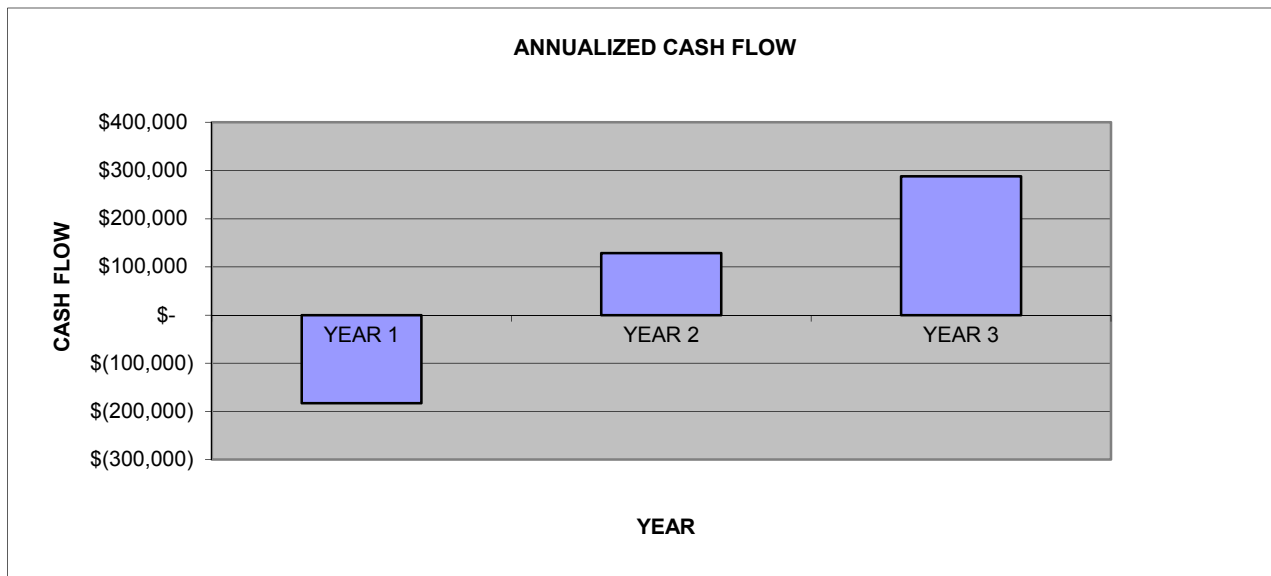 ANNUALIZED CASH FLOW
$400,000
$300,000
$200,000
$100,000
$-
$(100,000)
$(200,000)
$(300,000)
CASH FLOW
YEAR 1
YEAR 2
YEAR 3
YEAR